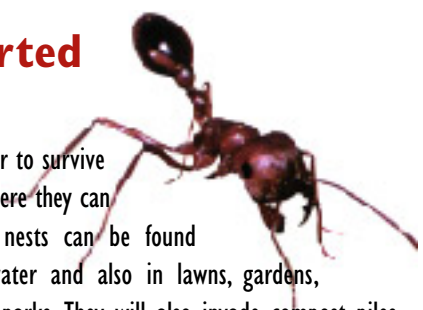 rted
r to survive
ere they can
nests can be found
ater and also in lawns, gardens,
parks. They will also invade compost piles